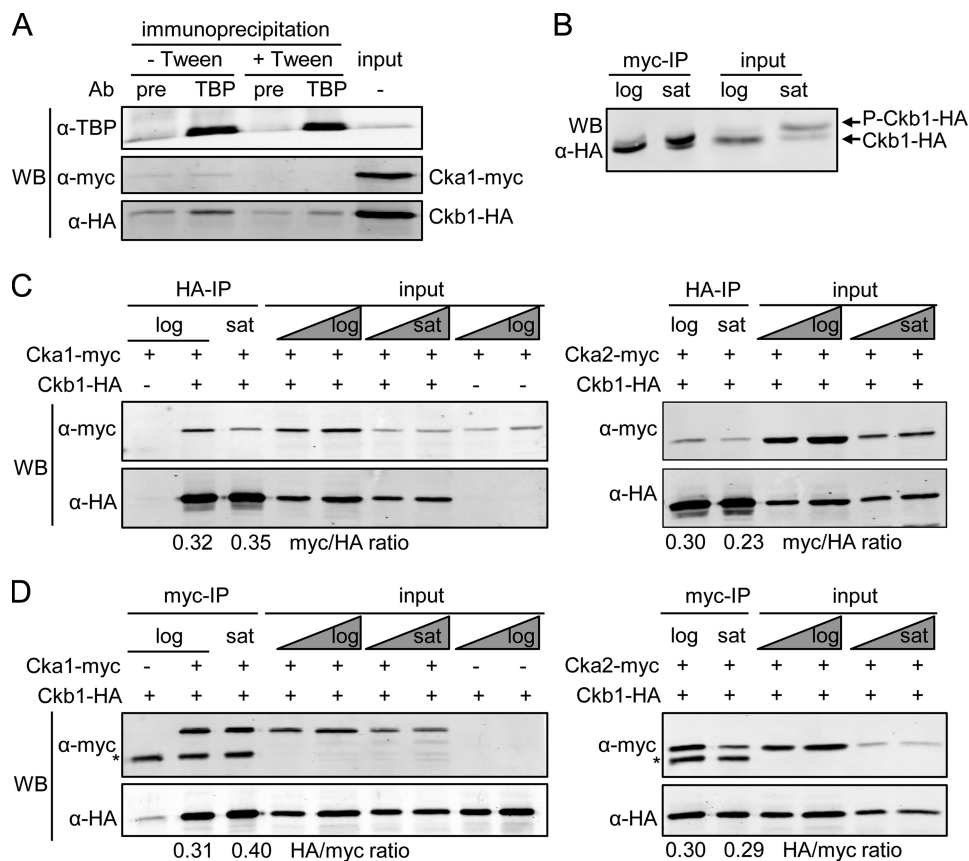 A
immunoprecipitation
- Tween + Tween input
Ab pre TBP pre TBP -
WB
α-TBP
α-myc Cka1-myc
α-HA Ckb1-HA
B
myc-IP input
log sat log sat
WB
α-HA
P-Ckb1-HA
Ckb1-HA
C
HA-IP input
log sat log sat log
Cka1-myc + + + + + + + + +
Ckb1-HA - + + + + + + - -
WB
α-myc
α-HA
0.32 0.35 myc/HA ratio
HA-IP input
log sat log sat
Cka2-myc + + + + + +
Ckb1-HA + + + + + +
α-myc
α-HA
0.30 0.23 myc/HA ratio
D
myc-IP input
log sat log sat log
Cka1-myc - + + + + + + - -
Ckb1-HA + + + + + + + + +
WB
α-myc
*
α-HA
0.31 0.40 HA/myc ratio
myc-IP input
log sat log sat
Cka2-myc + + + + + +
Ckb1-HA + + + + + +
α-myc
*
α-HA
0.30 0.29 HA/myc ratio